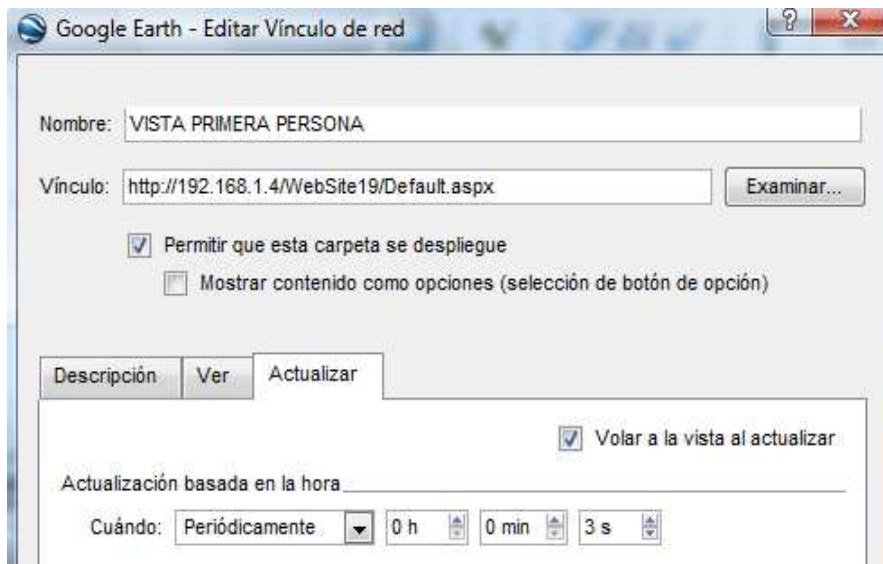 Google Earth - Editar Vínculo de red
Nombre: VISTA PRIMERA PERSONA
Vínculo: http://192.168.1.4/WebSite19/Default.aspx Examinar...
Permitir que esta carpeta se despliegue
Mostrar contenido como opciones (selección de botón de opción)
Descripción Ver Actualizar
Volar a la vista al actualizar
Actualización basada en la hora
Cuándo: Periódicamente 0 h 0 min 3 s